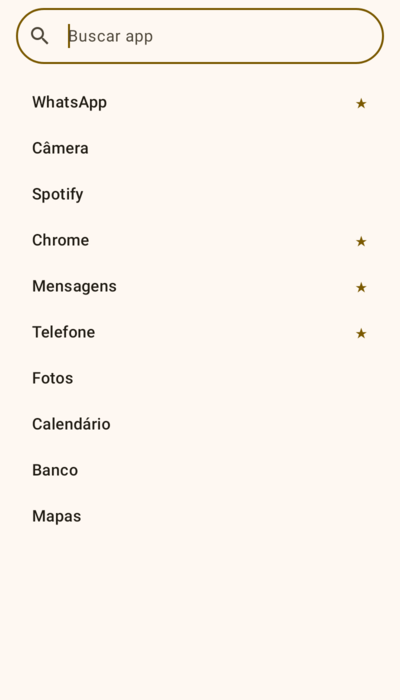 Buscar app
WhatsApp ★
Câmera
Spotify
Chrome ★
Mensagens ★
Telefone ★
Fotos
Calendário
Banco
Mapas